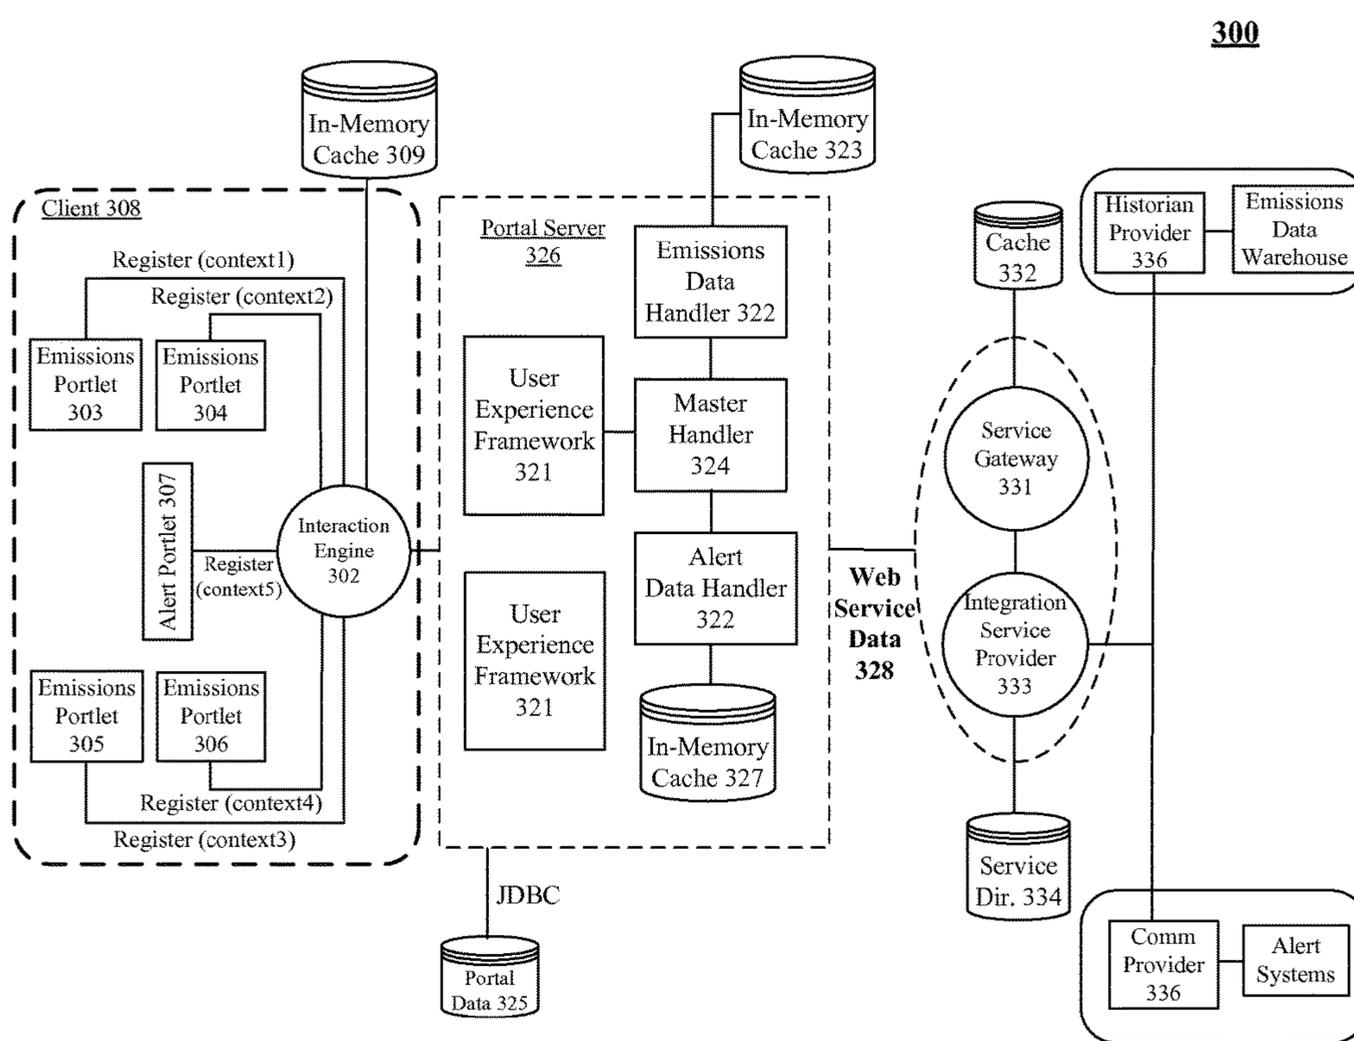 300
In-Memory
Cache 309
In-Memory
Cache 323
Client 308
Register (context1)
Register (context2)
Emissions
Portlet
303
Emissions
Portlet
304
Alert Portlet 307
Register
(context5)
Interaction
Engine
302
Emissions
Portlet
305
Emissions
Portlet
306
Register (context4)
Register (context3)
Portal Server
326
Emissions
Data
Handler 322
User
Experience
Framework
321
Master
Handler
324
Alert
Data Handler
322
User
Experience
Framework
321
In-Memory
Cache 327
JDBC
Portal
Data 325
Web
Service
Data
328
Cache
332
Service
Gateway
331
Integration
Service
Provider
333
Service
Dir. 334
Historian
Provider
336
Emissions
Data
Warehouse
Comm
Provider
336
Alert
Systems